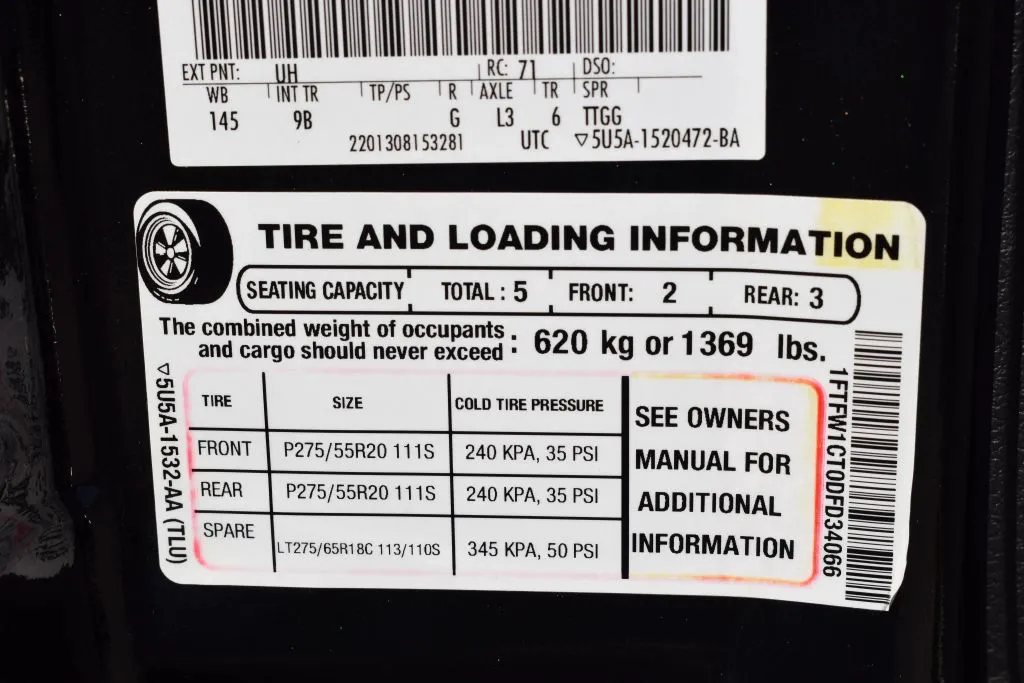 EXT PNT: UH RC: 71 DSO:
WB INT TR TP/PS R AXLE TR SPR
145 9B G L3 6 TTGG
2201308153281 UTC ▽5U5A-1520472-BA
TIRE AND LOADING INFORMATION
SEATING CAPACITY TOTAL : 5 FRONT: 2 REAR: 3
The combined weight of occupants
and cargo should never exceed : 620 kg or 1369 lbs.
TIRE SIZE COLD TIRE PRESSURE
FRONT P275/55R20 111S 240 KPA, 35 PSI
REAR P275/55R20 111S 240 KPA, 35 PSI
SPARE LT275/65R18C 113/110S 345 KPA, 50 PSI
SEE OWNERS
MANUAL FOR
ADDITIONAL
INFORMATION
▽5U5A-1532-AA (TLU)
1FTFW1CT0DFD34066